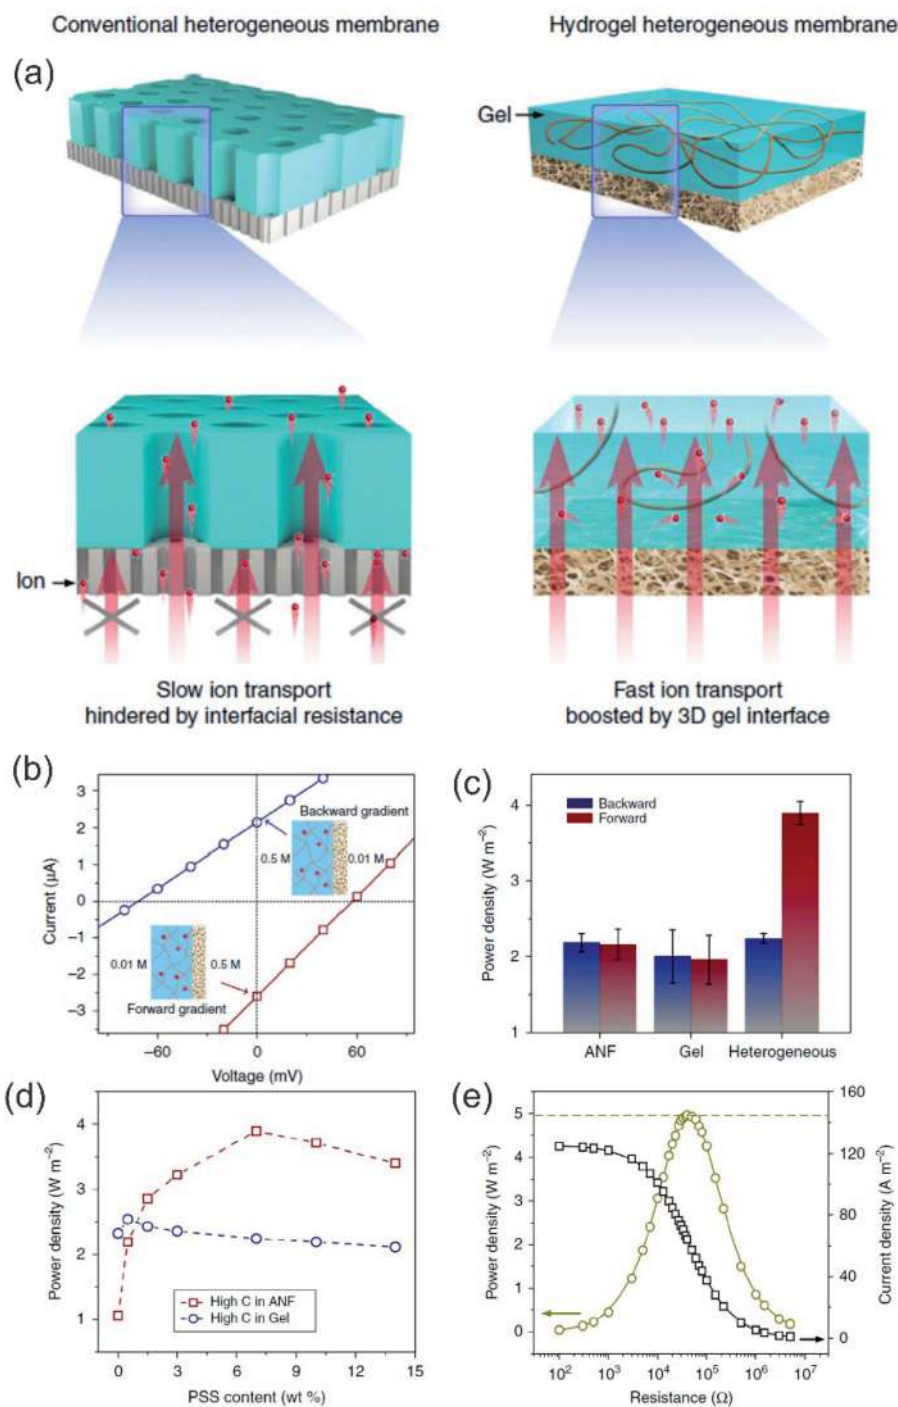 Conventional heterogeneous membrane
Hydrogel heterogeneous membrane
(a)
Gel
Ion
Slow ion transport
hindered by interfacial resistance
Fast ion transport
boosted by 3D gel interface
(b)
3
2
1
0
−1
−2
−3
Current (μA)
Backward gradient
0.5 M
0.01 M
0.01 M
0.5 M
Forward gradient
−60
0
60
Voltage (mV)
(c)
4
3
2
1
Power density (W m⁻²)
Backward
Forward
ANF
Gel
Heterogeneous
(d)
4
3
2
1
Power density (W m⁻²)
High C in ANF
High C in Gel
0
3
6
9
12
15
PSS content (wt %)
(e)
5
4
3
2
1
0
Power density (W m⁻²)
160
120
80
40
0
Current density (A m⁻²)
10²
10³
10⁴
10⁵
10⁶
10⁷
Resistance (Ω)